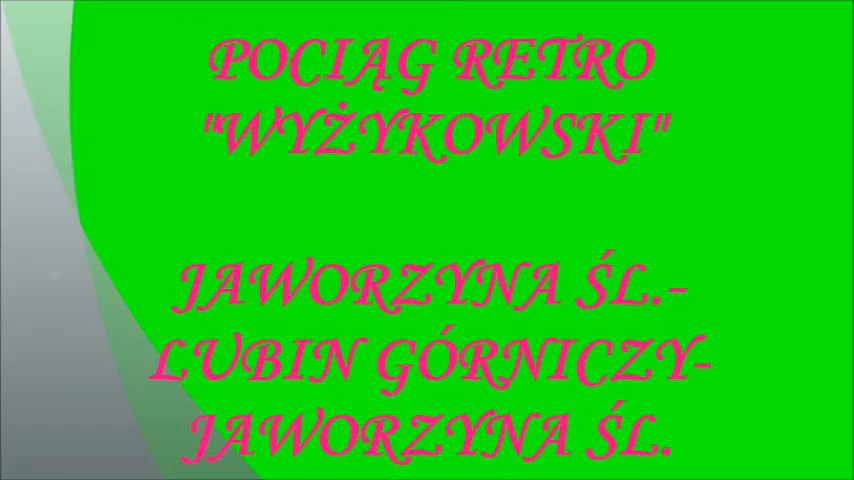 POCIĄG RETRO
"WYŻYKOWSKI"
JAWORZYNA ŚL.-
LUBIN GÓRNICZY-
JAWORZYNA ŚL.